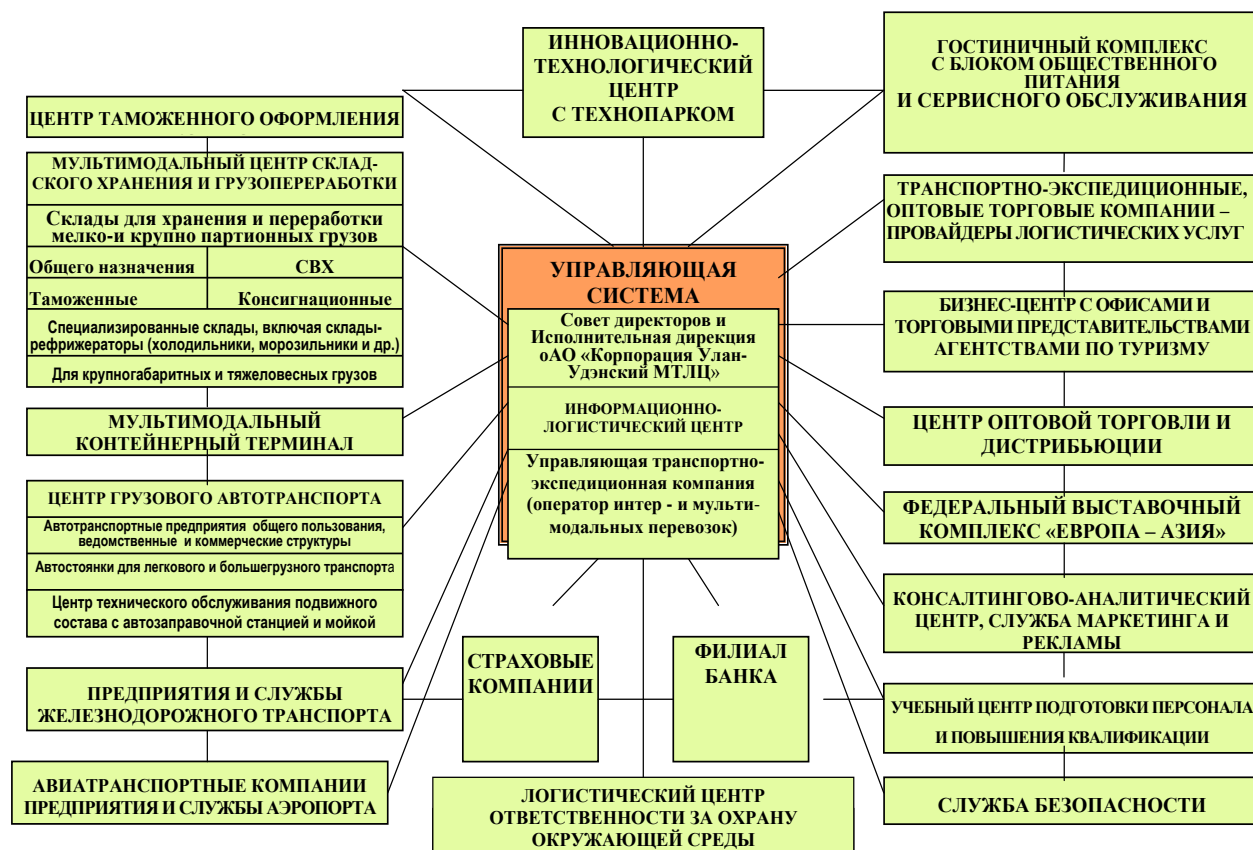 ИННОВАЦИОННО-
ТЕХНОЛОГИЧЕСКИЙ
ЦЕНТР
С ТЕХНОПАРКОМ
ГОСТИНИЧНЫЙ КОМПЛЕКС
С БЛОКОМ ОБЩЕСТВЕННОГО
ПИТАНИЯ
И СЕРВИСНОГО ОБСЛУЖИВАНИЯ
ЦЕНТР ТАМОЖЕННОГО ОФОРМЛЕНИЯ
МУЛЬТИМОДАЛЬНЫЙ ЦЕНТР СКЛАД-
СКОГО ХРАНЕНИЯ И ГРУЗОПЕРЕРАБОТКИ
Склады для хранения и переработки
мелко-и крупно партионных грузов
Общего назначения
СВХ
Таможенные
Консигнационные
Специализированные склады, включая склады-
рефрижераторы (холодильники, морозильники и др.)
Для крупногабаритных и тяжеловесных грузов
МУЛЬТИМОДАЛЬНЫЙ
КОНТЕЙНЕРНЫЙ ТЕРМИНАЛ
ЦЕНТР ГРУЗОВОГО АВТОТРАНСПОРТА
Автотранспортные предприятия общего пользования,
ведомственные и коммерческие структуры
Автостоянки для легкового и большегрузного транспорта
Центр технического обслуживания подвижного
состава с автозаправочной станцией и мойкой
ПРЕДПРИЯТИЯ И СЛУЖБЫ
ЖЕЛЕЗНОДОРОЖНОГО ТРАНСПОРТА
АВИАТРАНСПОРТНЫЕ КОМПАНИИ
ПРЕДПРИЯТИЯ И СЛУЖБЫ АЭРОПОРТА
УПРАВЛЯЮЩАЯ
СИСТЕМА
Совет директоров и
Исполнительная дирекция
оАО «Корпорация Улан-
Удэнский МТЛЦ»
ИНФОРМАЦИОННО-
ЛОГИСТИЧЕСКИЙ ЦЕНТР
Управляющая транспортно-
экспедиционная компания
(оператор интер - и мульти-
модальных перевозок)
СТРАХОВЫЕ
КОМПАНИИ
ФИЛИАЛ
БАНКА
ЛОГИСТИЧЕСКИЙ ЦЕНТР
ОТВЕТСТВЕННОСТИ ЗА ОХРАНУ
ОКРУЖАЮЩЕЙ СРЕДЫ
ТРАНСПОРТНО-ЭКСПЕДИЦИОННЫЕ,
ОПТОВЫЕ ТОРГОВЫЕ КОМПАНИИ –
ПРОВАЙДЕРЫ ЛОГИСТИЧЕСКИХ УСЛУГ
БИЗНЕС-ЦЕНТР С ОФИСАМИ И
ТОРГОВЫМИ ПРЕДСТАВИТЕЛЬСТВАМИ
АГЕНТСТВАМИ ПО ТУРИЗМУ
ЦЕНТР ОПТОВОЙ ТОРГОВЛИ И
ДИСТРИБЬЮЦИИ
ФЕДЕРАЛЬНЫЙ ВЫСТАВОЧНЫЙ
КОМПЛЕКС «ЕВРОПА – АЗИЯ»
КОНСАЛТИНГОВО-АНАЛИТИЧЕСКИЙ
ЦЕНТР, СЛУЖБА МАРКЕТИНГА И
РЕКЛАМЫ
УЧЕБНЫЙ ЦЕНТР ПОДГОТОВКИ ПЕРСОНАЛА
И ПОВЫШЕНИЯ КВАЛИФИКАЦИИ
СЛУЖБА БЕЗОПАСНОСТИ